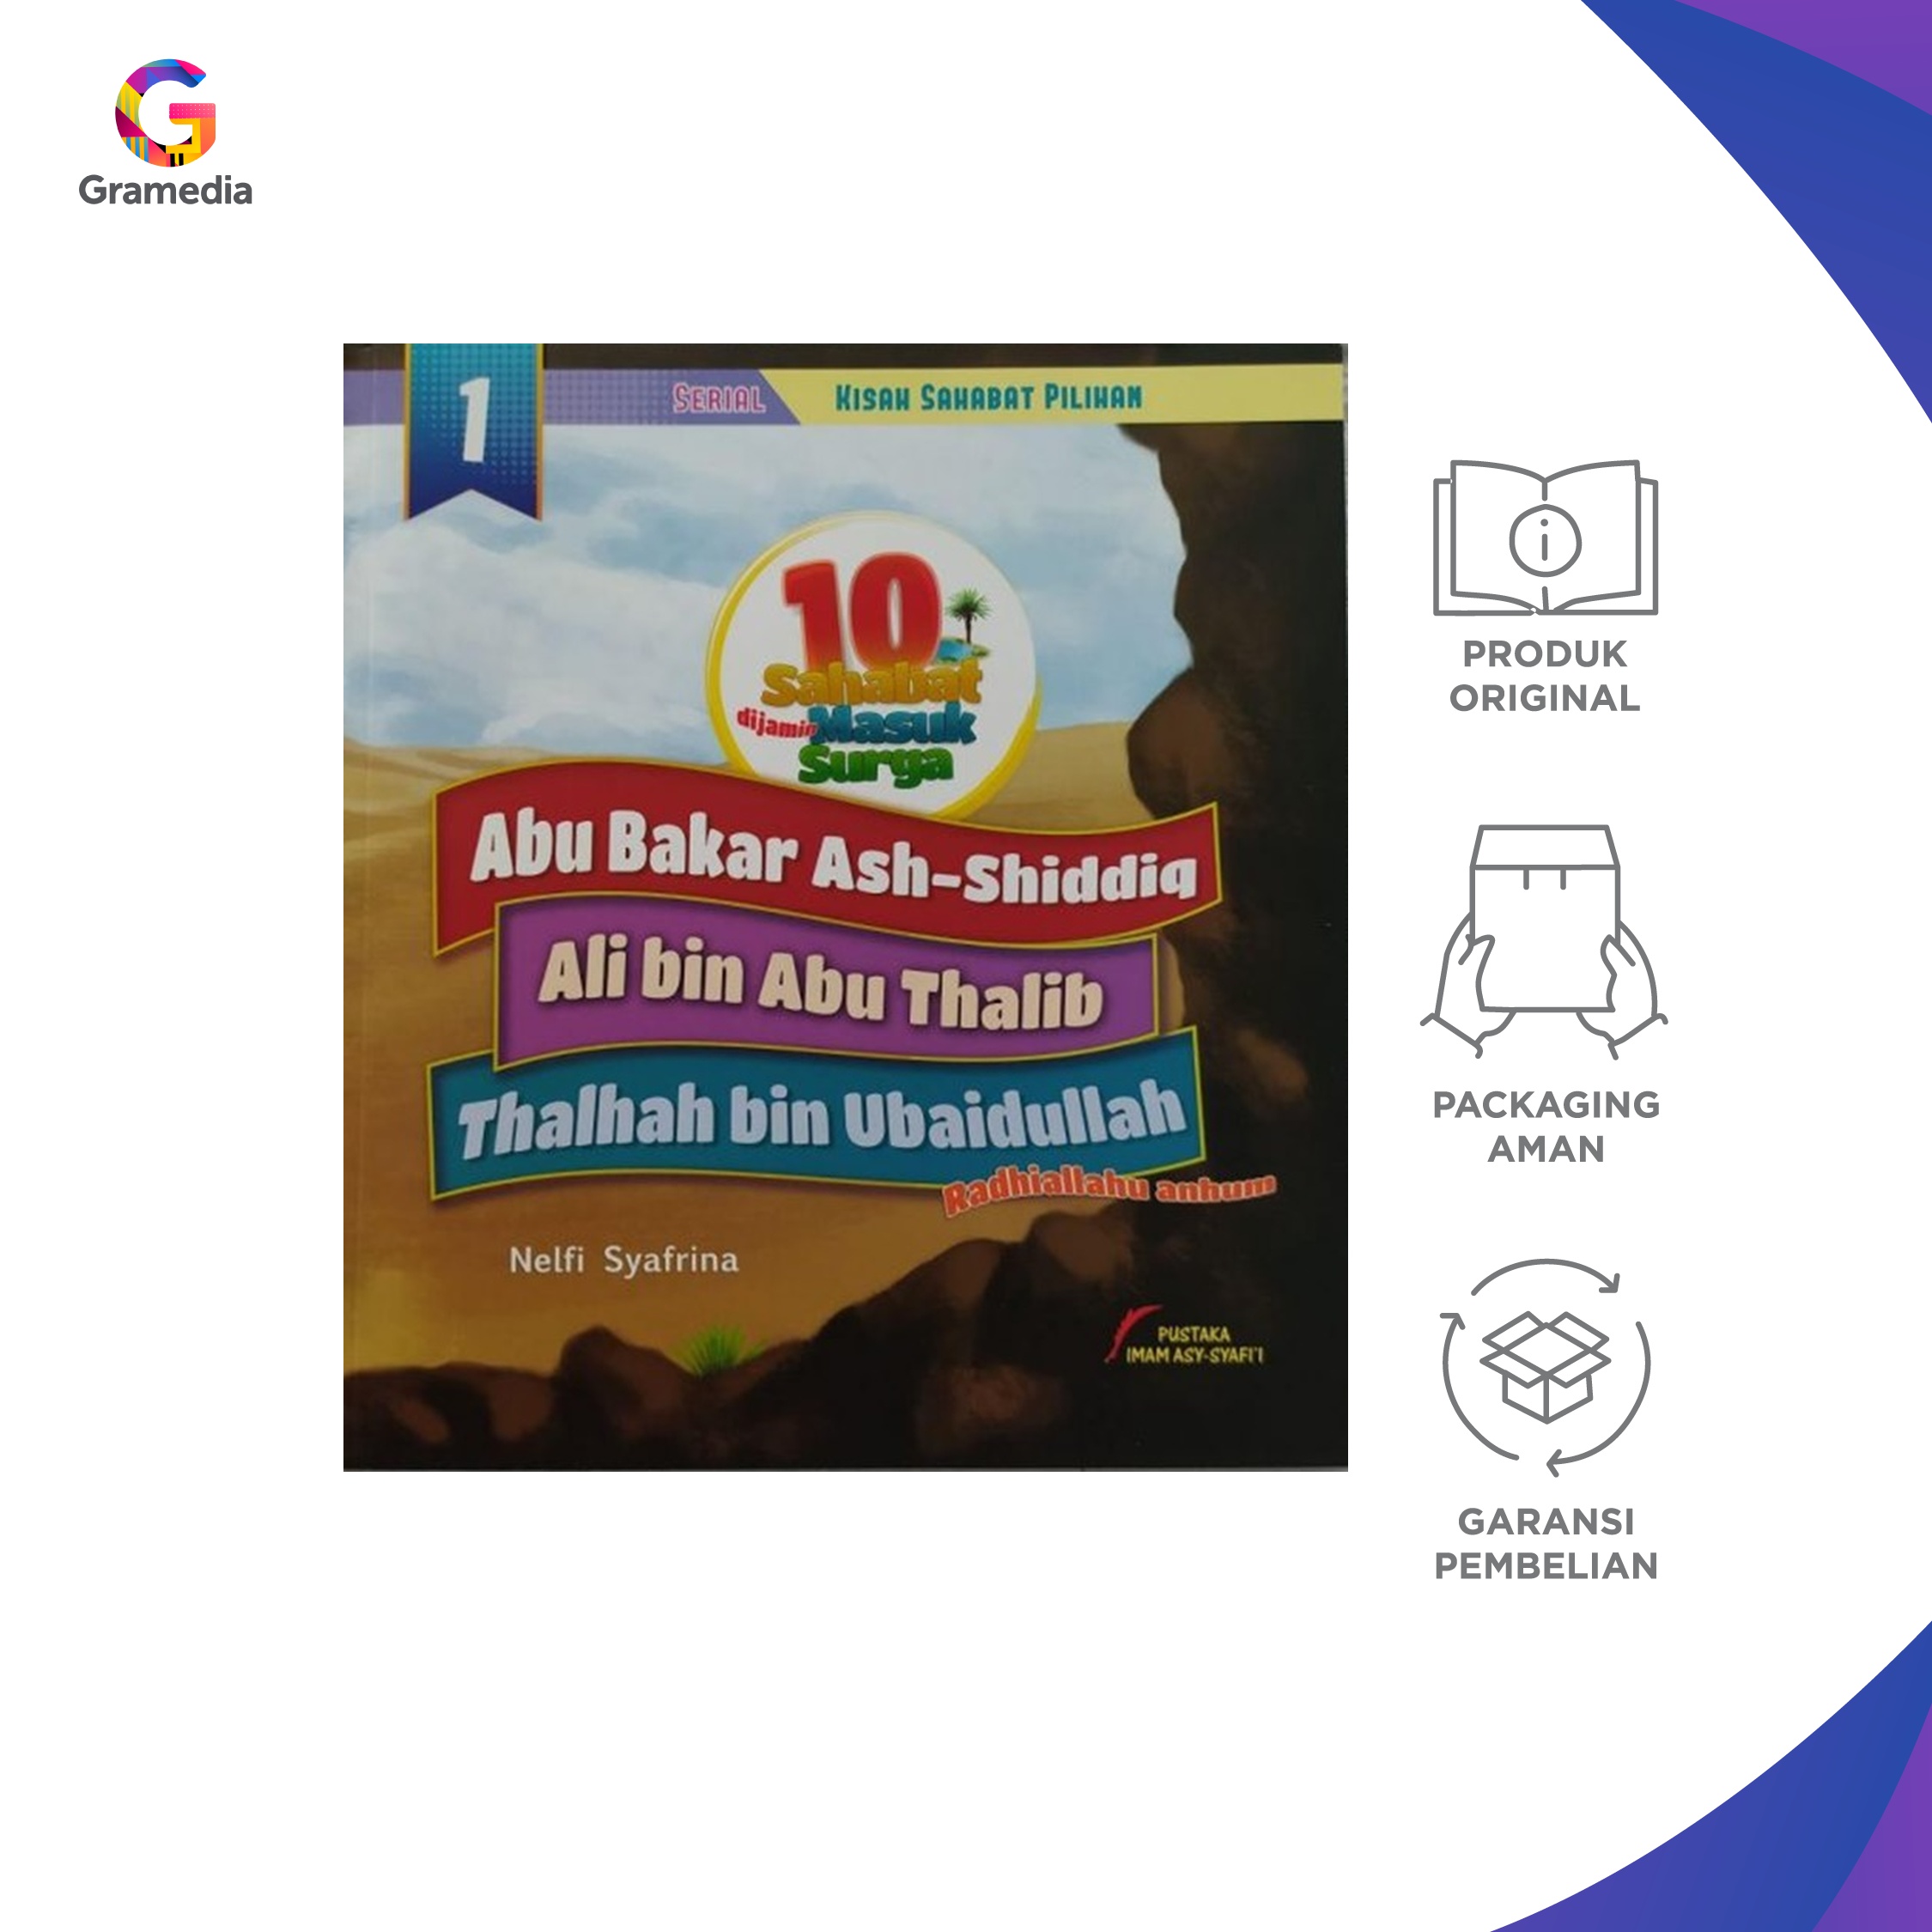 Gramedia
1
SERIAL
KISAH SAHABAT PILIHAN
10
Sahabat
dijamin Masuk
Surga
Abu Bakar Ash-Shiddiq
Ali bin Abu Thalib
Thalhah bin Ubaidullah
Radhiallahu anhum
Nelfi Syafrina
PUSTAKA
IMAM ASY-SYAFI'I
PRODUK
ORIGINAL
PACKAGING
AMAN
GARANSI
PEMBELIAN